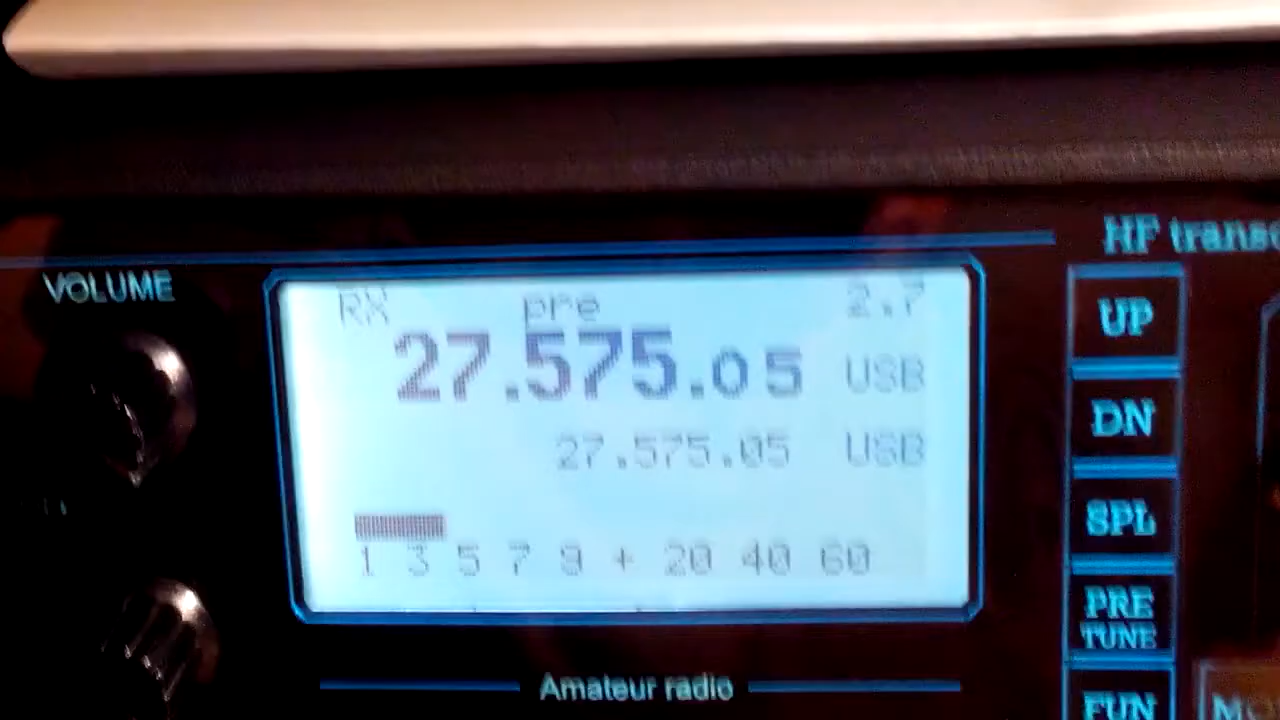 HF trans
VOLUME
RX pre 2.7
27.575.05 USB
27.575.05 USB
1 3 5 7 9 + 20 40 60
UP
DN
SPL
PRE
TUNE
FUN
Amateur radio